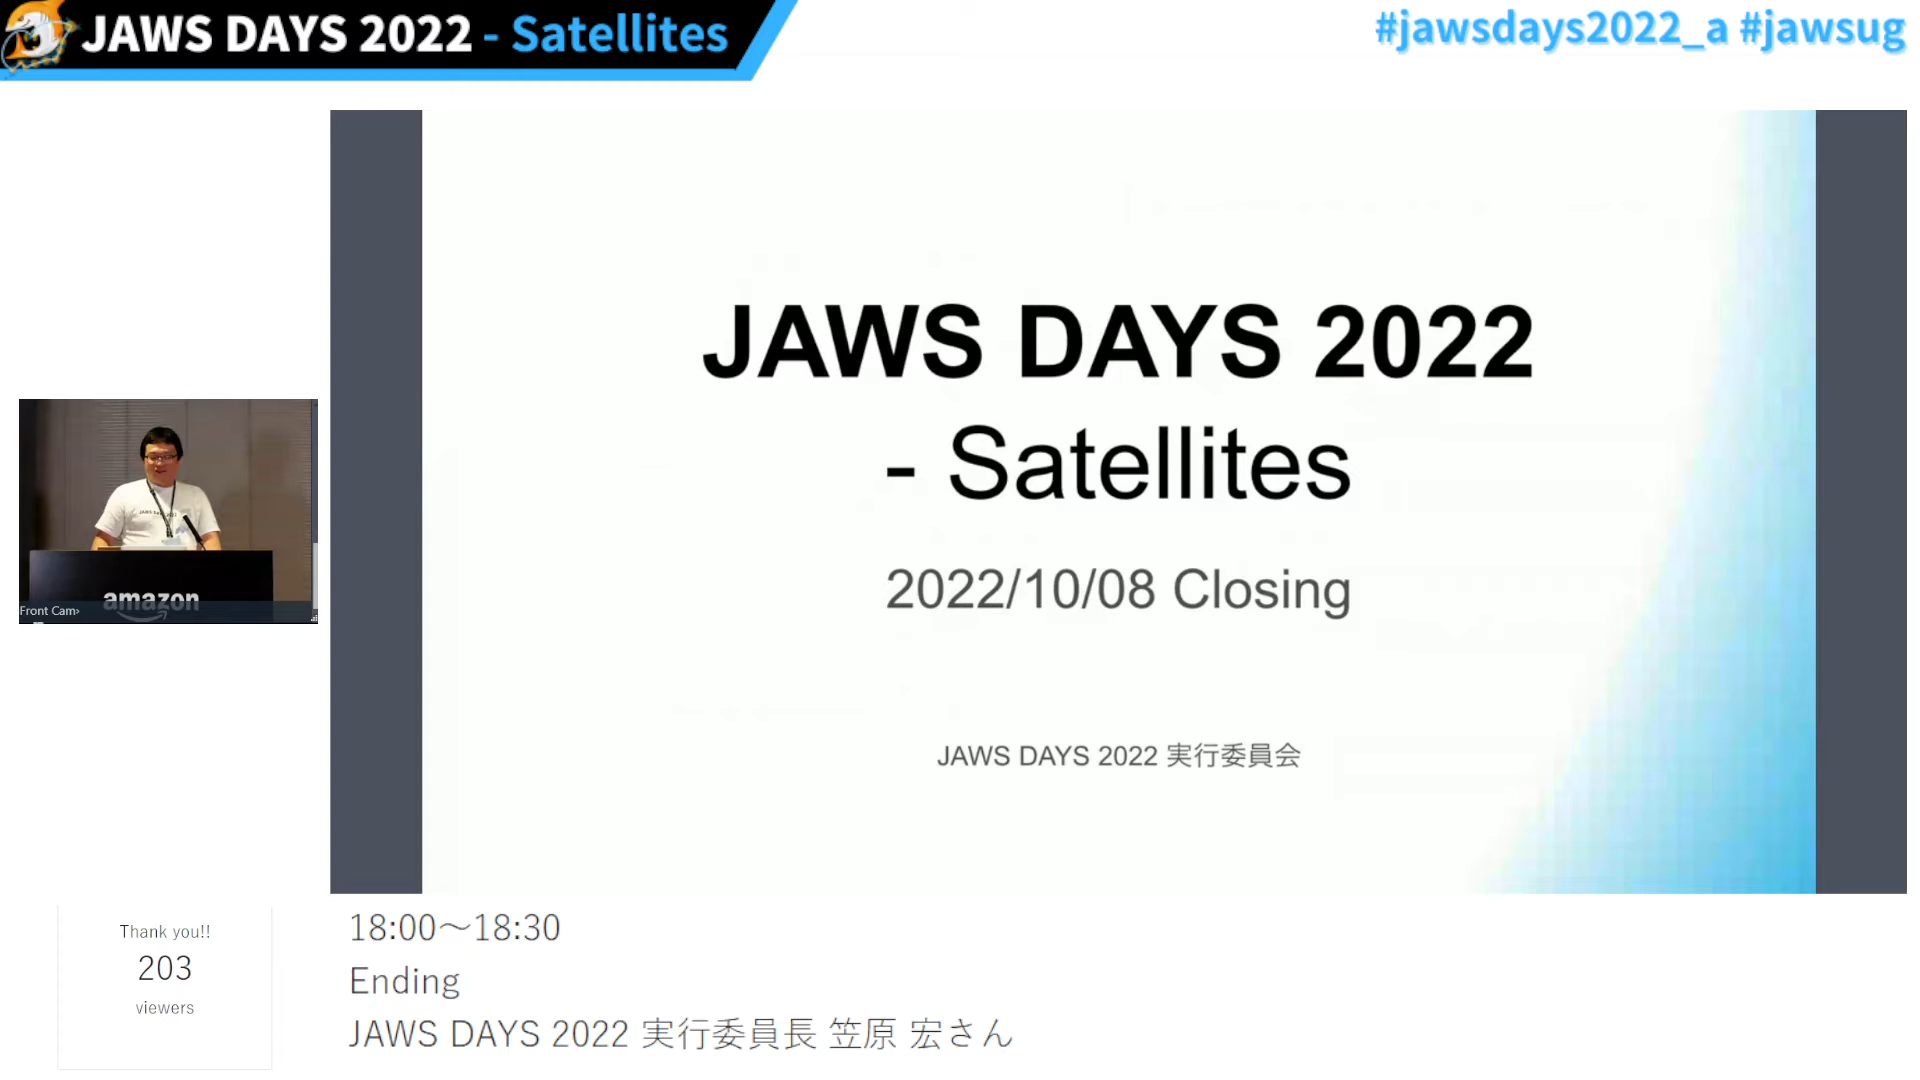 JAWS DAYS 2022 - Satellites
#jawsdays2022_a #jawsug
JAWS DAYS 2022
- Satellites
2022/10/08 Closing
JAWS DAYS 2022 実行委員会
amazon
Front Cam›
Thank you!!
203
viewers
18:00～18:30
Ending
JAWS DAYS 2022 実行委員長 笠原 宏さん